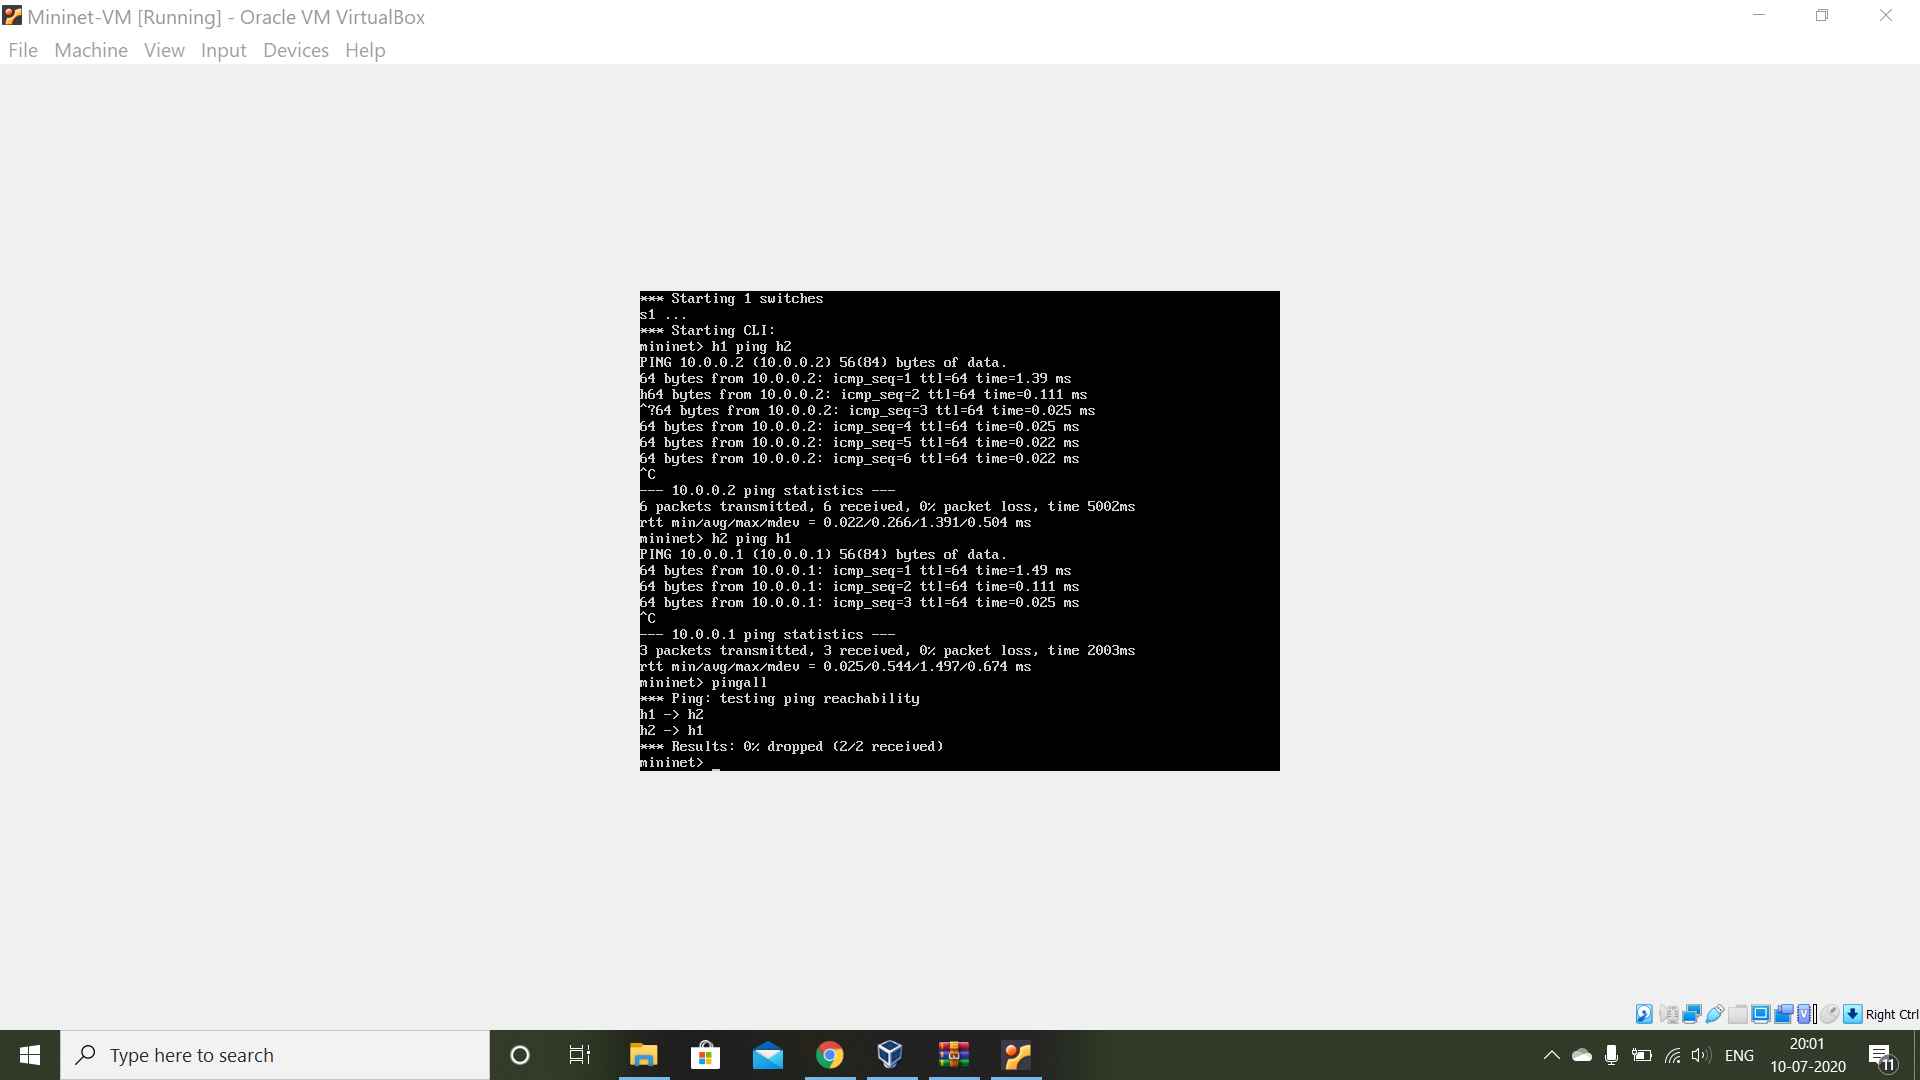 Mininet-VM [Running] - Oracle VM VirtualBox
File Machine View Input Devices Help
*** Starting 1 switches
s1 ...
*** Starting CLI:
mininet> h1 ping h2
PING 10.0.0.2 (10.0.0.2) 56(84) bytes of data.
64 bytes from 10.0.0.2: icmp_seq=1 ttl=64 time=1.39 ms
h64 bytes from 10.0.0.2: icmp_seq=2 ttl=64 time=0.111 ms
^?64 bytes from 10.0.0.2: icmp_seq=3 ttl=64 time=0.025 ms
64 bytes from 10.0.0.2: icmp_seq=4 ttl=64 time=0.025 ms
64 bytes from 10.0.0.2: icmp_seq=5 ttl=64 time=0.022 ms
64 bytes from 10.0.0.2: icmp_seq=6 ttl=64 time=0.022 ms
^C
--- 10.0.0.2 ping statistics ---
6 packets transmitted, 6 received, 0% packet loss, time 5002ms
rtt min/avg/max/mdev = 0.022/0.266/1.391/0.504 ms
mininet> h2 ping h1
PING 10.0.0.1 (10.0.0.1) 56(84) bytes of data.
64 bytes from 10.0.0.1: icmp_seq=1 ttl=64 time=1.49 ms
64 bytes from 10.0.0.1: icmp_seq=2 ttl=64 time=0.111 ms
64 bytes from 10.0.0.1: icmp_seq=3 ttl=64 time=0.025 ms
^C
--- 10.0.0.1 ping statistics ---
3 packets transmitted, 3 received, 0% packet loss, time 2003ms
rtt min/avg/max/mdev = 0.025/0.544/1.497/0.674 ms
mininet> pingall
*** Ping: testing ping reachability
h1 -> h2
h2 -> h1
*** Results: 0% dropped (2/2 received)
mininet> _
Right Ctrl
Type here to search
ENG
20:01
10-07-2020
11